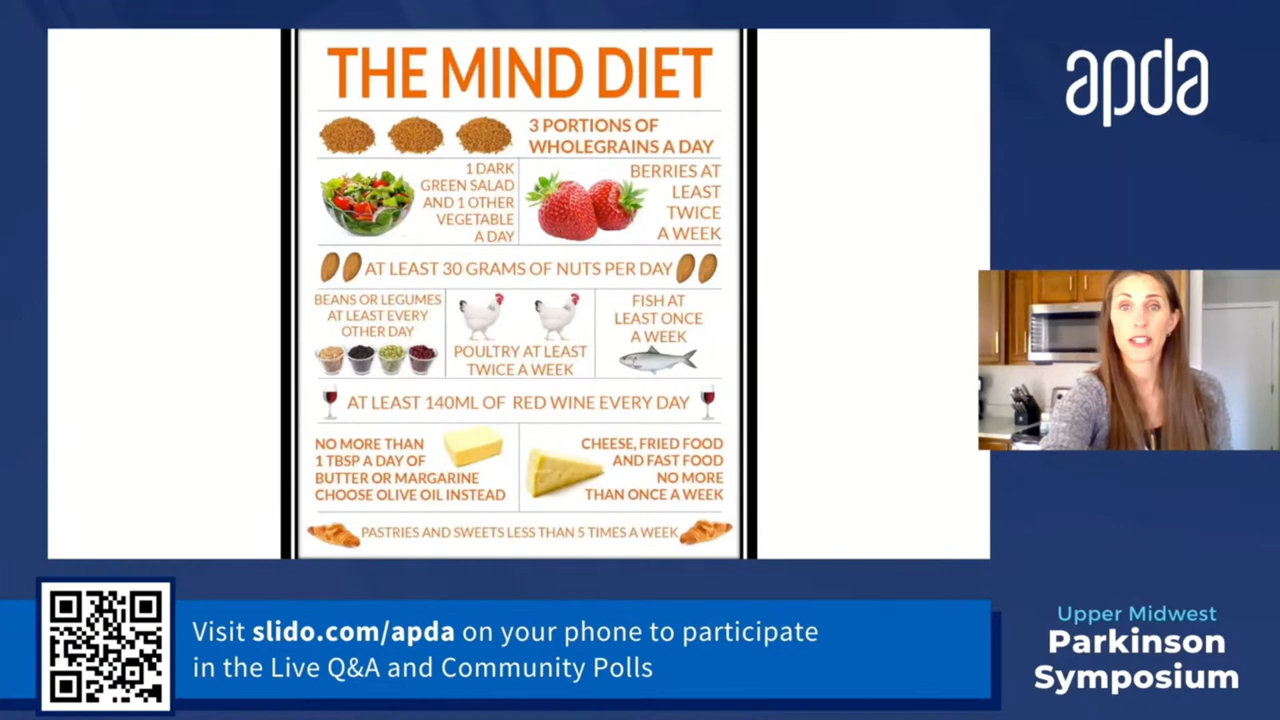 THE MIND DIET
3 PORTIONS OF
WHOLEGRAINS A DAY
1 DARK
GREEN SALAD
AND 1 OTHER
VEGETABLE
A DAY
BERRIES AT
LEAST
TWICE
A WEEK
AT LEAST 30 GRAMS OF NUTS PER DAY
BEANS OR LEGUMES
AT LEAST EVERY
OTHER DAY
POULTRY AT LEAST
TWICE A WEEK
FISH AT
LEAST ONCE
A WEEK
AT LEAST 140ML OF RED WINE EVERY DAY
NO MORE THAN
1 TBSP A DAY OF
BUTTER OR MARGARINE
CHOOSE OLIVE OIL INSTEAD
CHEESE, FRIED FOOD
AND FAST FOOD
NO MORE
THAN ONCE A WEEK
PASTRIES AND SWEETS LESS THAN 5 TIMES A WEEK
apda
Visit slido.com/apda on your phone to participate
in the Live Q&A and Community Polls
Upper Midwest
Parkinson
Symposium